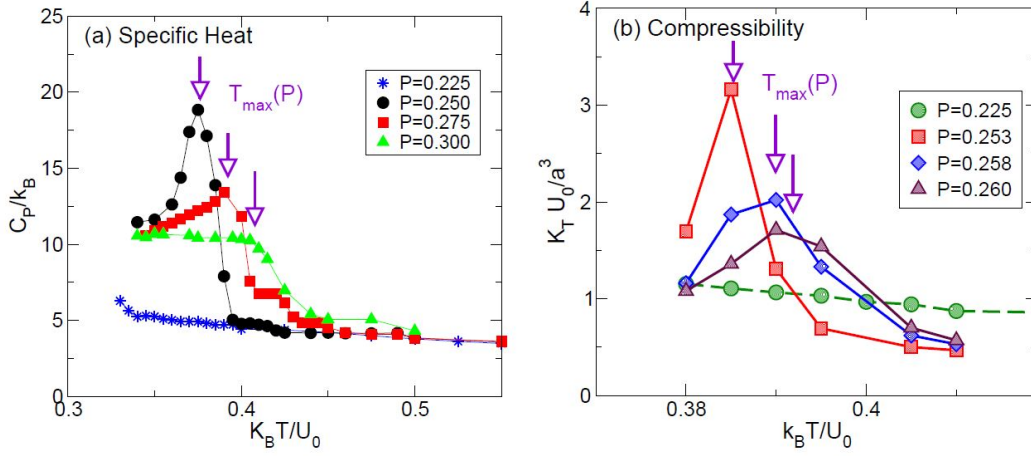 (a) Specific Heat
25
20
15
10
5
0
C_P/k_B
T_max(P)
P=0.225
P=0.250
P=0.275
P=0.300
0.3
0.4
0.5
K_BT/U_0
(b) Compressibility
4
3
2
1
0
K_T U_0/a^3
T_max(P)
P=0.225
P=0.253
P=0.258
P=0.260
0.38
0.4
k_BT/U_0